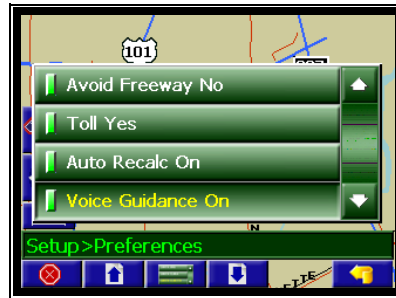 101
Avoid Freeway No
Toll Yes
Auto Recalc On
Voice Guidance On
N
Setup>Preferences